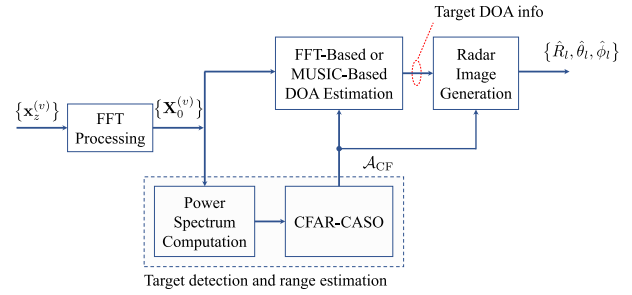 Target DOA info
FFT-Based or
MUSIC-Based
DOA Estimation
Radar
Image
Generation
{R̂_l, θ̂_l, φ̂_l}
{x_z^{(v)}}
FFT
Processing
{X_0^{(v)}}
𝒜_CF
Power
Spectrum
Computation
CFAR-CASO
Target detection and range estimation